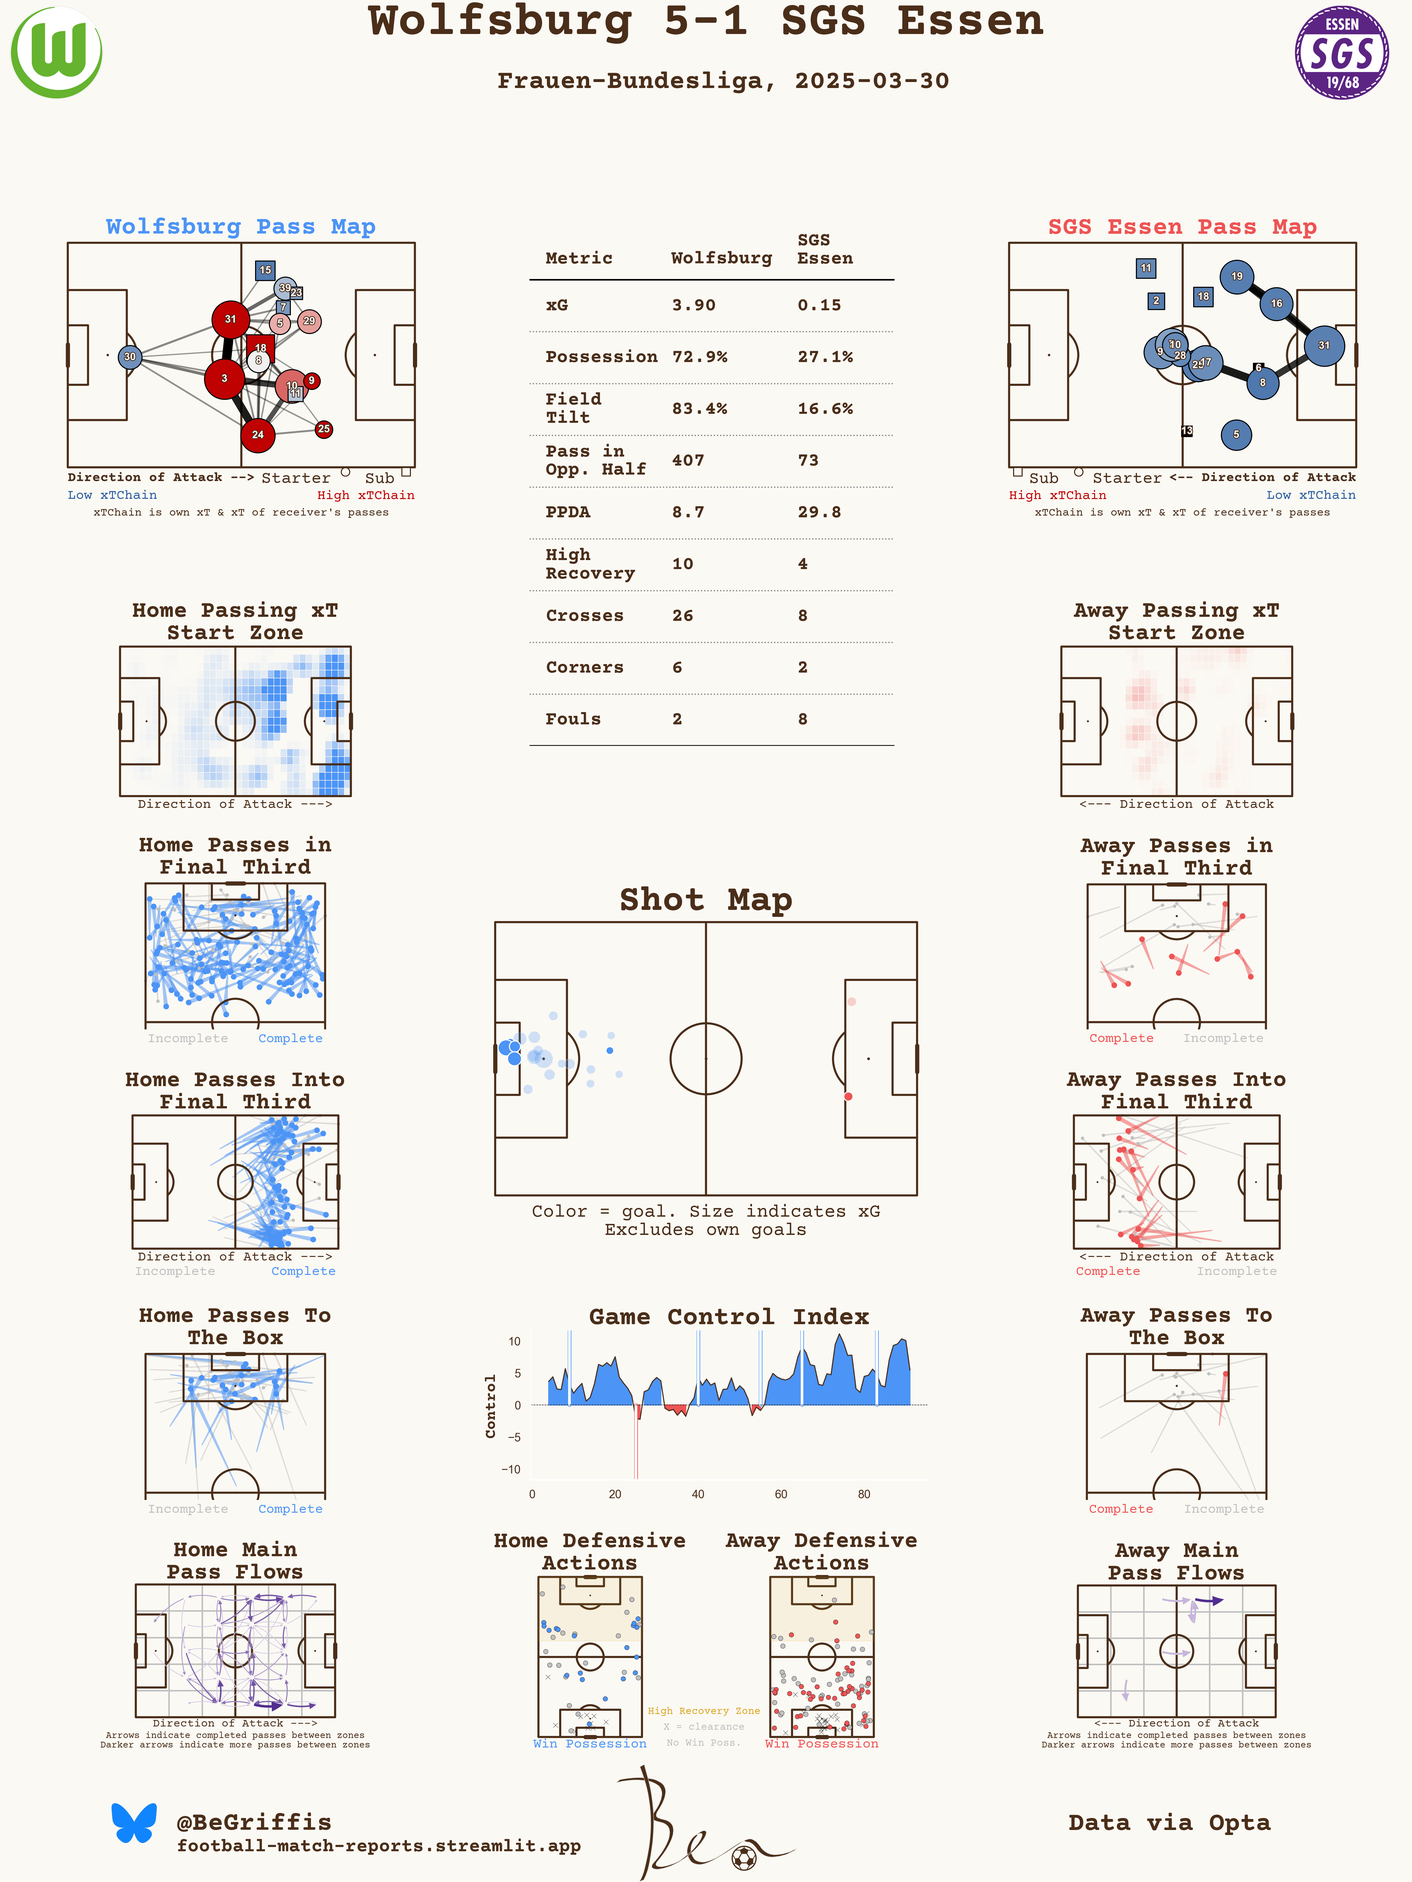 Wolfsburg 5-1 SGS Essen
Frauen-Bundesliga, 2025-03-30
W
ESSEN
SGS
19/68
Wolfsburg Pass Map
15
39
23
7
31
5
29
18
8
30
3
10
9
11
24
25
Direction of Attack --> Starter Sub
Low xTChain High xTChain
xTChain is own xT & xT of receiver's passes
Metric Wolfsburg SGS Essen
xG 3.90 0.15
Possession 72.9% 27.1%
Field Tilt 83.4% 16.6%
Pass in Opp. Half 407 73
PPDA 8.7 29.8
High Recovery 10 4
Crosses 26 8
Corners 6 2
Fouls 2 8
SGS Essen Pass Map
11
19
2
18
16
9
10
28
31
17
6
8
13
5
Sub Starter <-- Direction of Attack
High xTChain Low xTChain
xTChain is own xT & xT of receiver's passes
Home Passing xT
Start Zone
Direction of Attack --->
Away Passing xT
Start Zone
<--- Direction of Attack
Home Passes in
Final Third
Incomplete Complete
Away Passes in
Final Third
Complete Incomplete
Shot Map
Color = goal. Size indicates xG
Excludes own goals
Home Passes Into
Final Third
Direction of Attack --->
Incomplete Complete
Away Passes Into
Final Third
<--- Direction of Attack
Complete Incomplete
Home Passes To
The Box
Incomplete Complete
Game Control Index
Control
10
5
0
−5
−10
0 20 40 60 80
Away Passes To
The Box
Complete Incomplete
Home Main
Pass Flows
Direction of Attack --->
Arrows indicate completed passes between zones
Darker arrows indicate more passes between zones
Home Defensive
Actions
Win Possession
Away Defensive
Actions
Win Possession
High Recovery Zone
X = clearance
No Win Poss.
Away Main
Pass Flows
<--- Direction of Attack
Arrows indicate completed passes between zones
Darker arrows indicate more passes between zones
@BeGriffis
football-match-reports.streamlit.app
Ben
Data via Opta